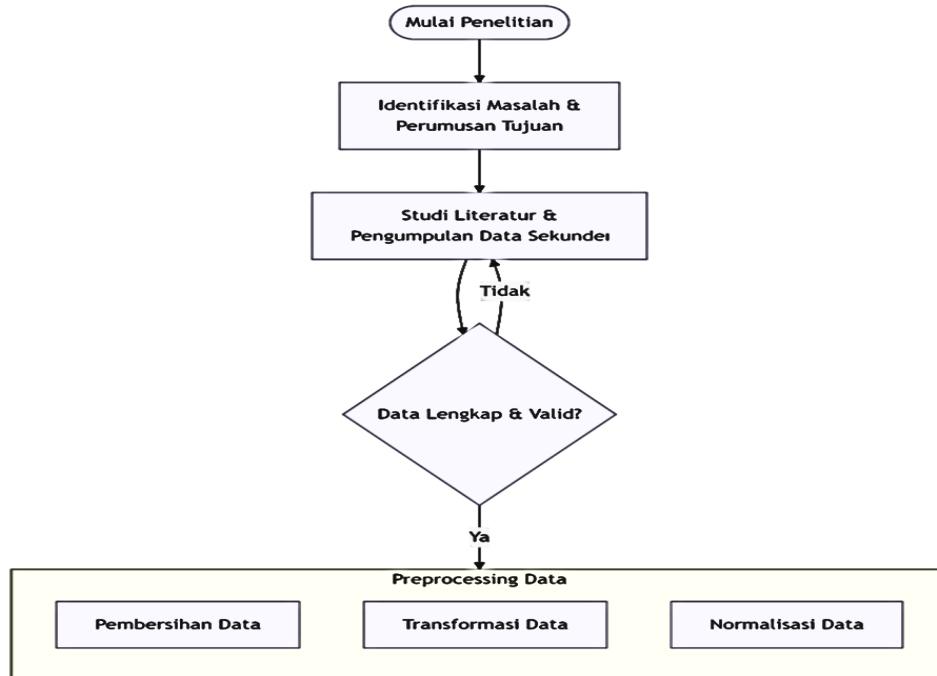 Mulai Penelitian
Identifikasi Masalah &
Perumusan Tujuan
Studi Literatur &
Pengumpulan Data Sekunder
Tidak
Data Lengkap & Valid?
Ya
Preprocessing Data
Pembersihan Data
Transformasi Data
Normalisasi Data